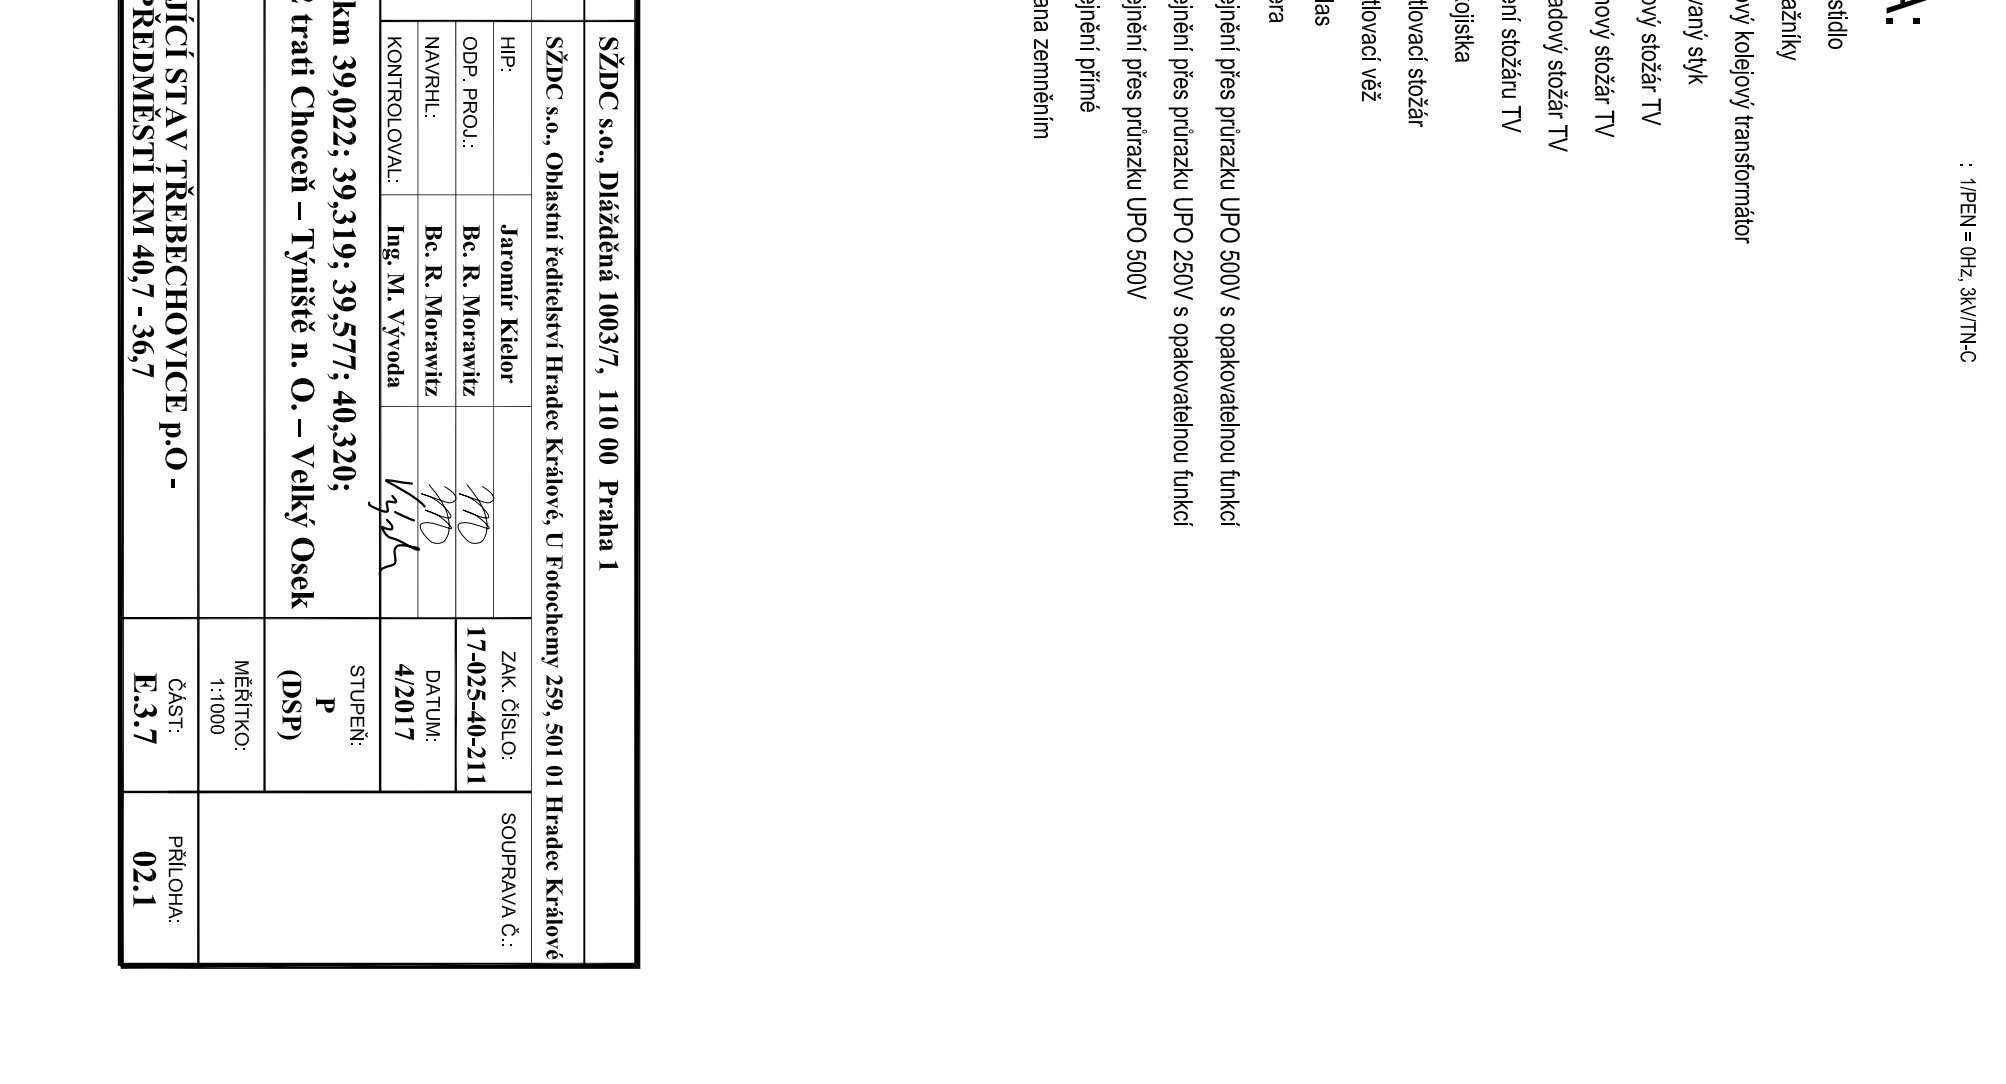 : 1/PEN = 0Hz, 3kV/TN-C
A:
stidlo
ažníky
ový kolejový transformátor
vaný styk
ový stožár TV
nový stožár TV
adový stožár TV
ení stožáru TV
ojistka
tlovací stožár
tlovací věž
las
era
ejnění přes průrazku UPO 500V s opakovatelnou funkcí
ejnění přes průrazku UPO 250V s opakovatelnou funkcí
ejnění přes průrazku UPO 500V
ejnění přímé
ana zemněním
SŽDC s.o., Dlážděná 1003/7, 110 00 Praha 1
SŽDC s.o., Oblastní ředitelství Hradec Králové, U Fotochemy 259, 501 01 Hradec Králové
HIP: Jaromír Kielor
ODP. PROJ.: Bc. R. Morawitz
NAVRHL: Bc. R. Morawitz
KONTROLOVAL: Ing. M. Vývoda
ZAK. ČÍSLO:
17-025-40-211
SOUPRAVA Č.:
DATUM:
4/2017
km 39,022; 39,319; 39,577; 40,320;
trati Choceň – Týniště n. O. – Velký Osek
STUPEŇ:
P
(DSP)
MĚŘÍTKO:
1:1000
JÍCÍ STAV TŘEBECHOVICE p.O -
PŘEDMĚSTÍ KM 40,7 - 36,7
ČÁST:
E.3.7
PŘÍLOHA:
02.1